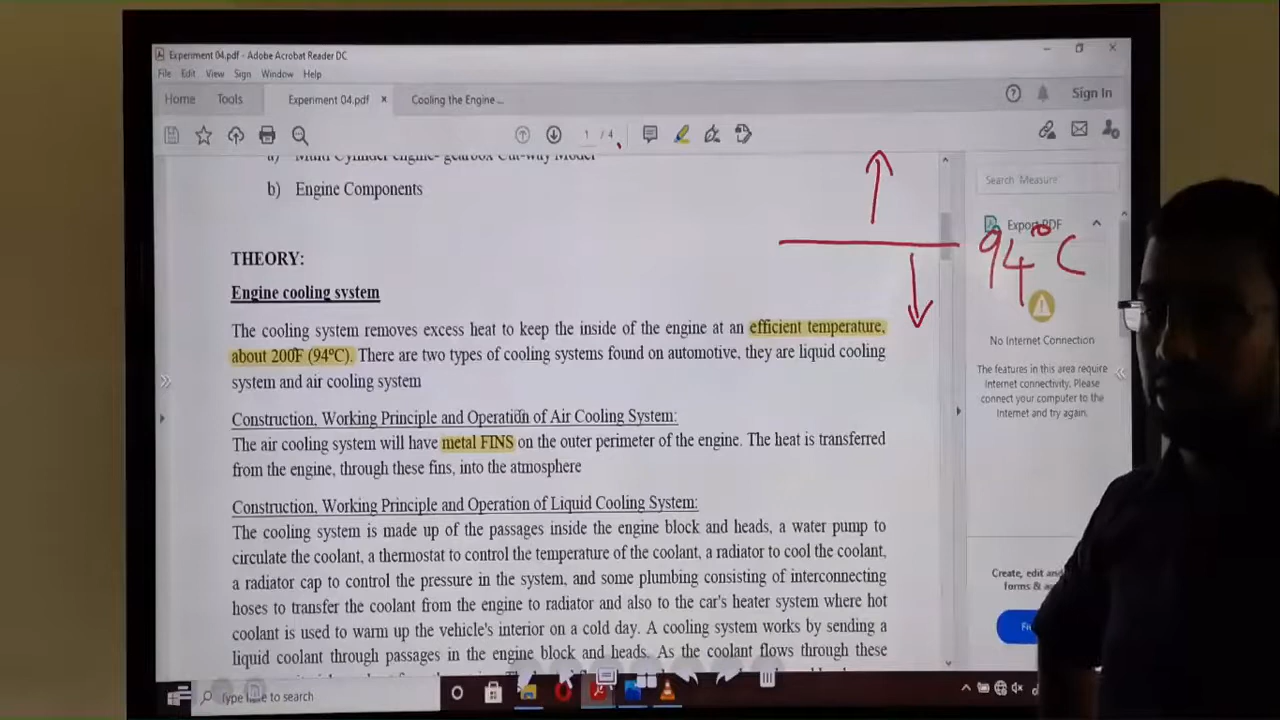 Experiment 04.pdf - Adobe Acrobat Reader DC
File Edit View Sign Window Help
Home Tools Experiment 04.pdf × Cooling the Engine ...
Sign In
1 / 4
b) Engine Components
Search 'Measure
Export PDF
94°C
THEORY:
Engine cooling system
The cooling system removes excess heat to keep the inside of the engine at an efficient temperature,
about 200F (94°C). There are two types of cooling systems found on automotive, they are liquid cooling
system and air cooling system
No Internet Connection
The features in this area require
Internet connectivity. Please
connect your computer to the
Internet and try again.
Construction, Working Principle and Operation of Air Cooling System:
The air cooling system will have metal FINS on the outer perimeter of the engine. The heat is transferred
from the engine, through these fins, into the atmosphere
Construction, Working Principle and Operation of Liquid Cooling System:
The cooling system is made up of the passages inside the engine block and heads, a water pump to
circulate the coolant, a thermostat to control the temperature of the coolant, a radiator to cool the coolant,
a radiator cap to control the pressure in the system, and some plumbing consisting of interconnecting
hoses to transfer the coolant from the engine to radiator and also to the car's heater system where hot
coolant is used to warm up the vehicle's interior on a cold day. A cooling system works by sending a
liquid coolant through passages in the engine block and heads. As the coolant flows through these
Create, edit and
forms &
Type here to search